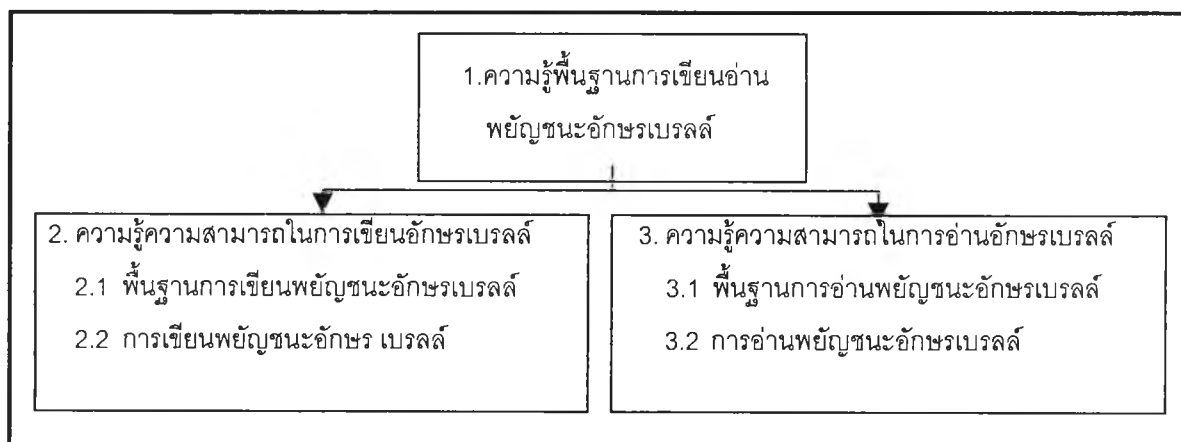 1.ความรู้พื้นฐานการเขียนอ่าน
พยัญชนะอักษรเบรลล์
2. ความรู้ความสามารถในการเขียนอักษรเบรลล์
2.1 พื้นฐานการเขียนพยัญชนะอักษรเบรลล์
2.2 การเขียนพยัญชนะอักษร เบรลล์
3. ความรู้ความสามารถในการอ่านอักษรเบรลล์
3.1 พื้นฐานการอ่านพยัญชนะอักษรเบรลล์
3.2 การอ่านพยัญชนะอักษรเบรลล์